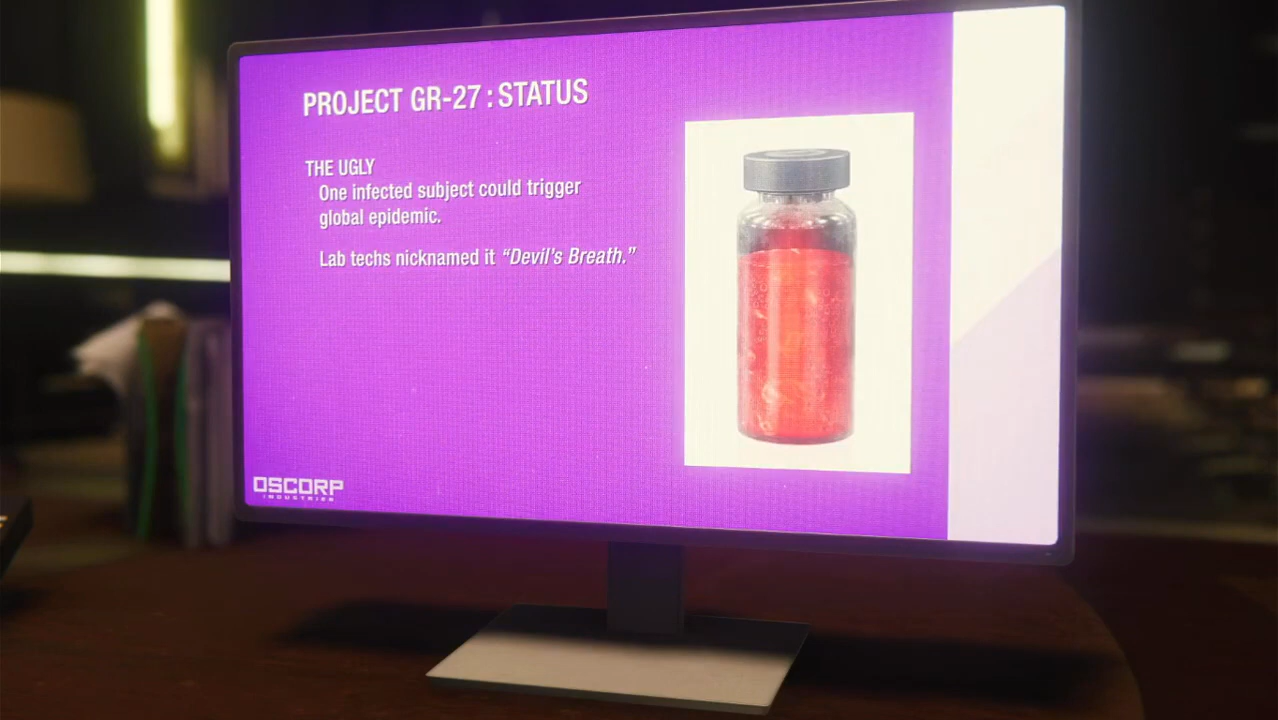 PROJECT GR-27 : STATUS
THE UGLY
One infected subject could trigger
global epidemic.
Lab techs nicknamed it “Devil’s Breath.”
OSCORP
INDUSTRIES